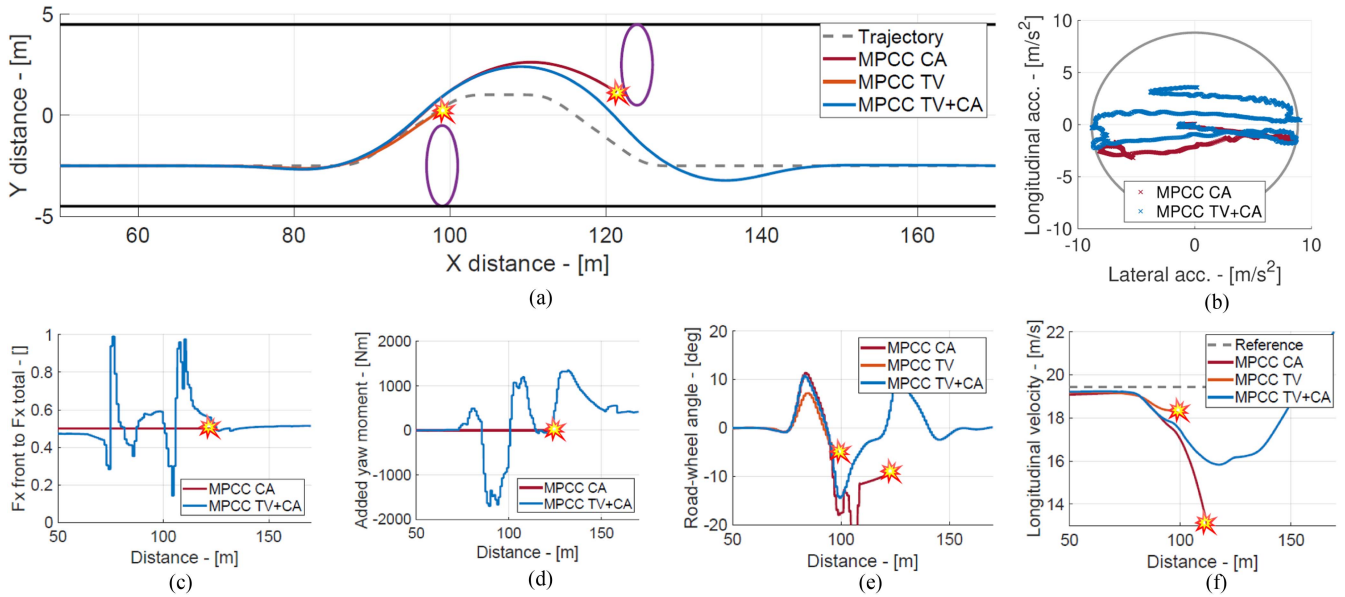 5
0
-5
Y distance - [m]
60
80
100
120
140
160
X distance - [m]
Trajectory
MPCC CA
MPCC TV
MPCC TV+CA
(a)
10
5
0
-5
-10
Longitudinal acc. - [m/s²]
-10
0
10
Lateral acc. - [m/s²]
MPCC CA
MPCC TV+CA
(b)
1
0.8
0.6
0.4
0.2
0
Fx front to Fx total - []
50
100
150
Distance - [m]
MPCC CA
MPCC TV+CA
(c)
2000
1000
0
-1000
-2000
Added yaw moment - [Nm]
50
100
150
Distance - [m]
MPCC CA
MPCC TV+CA
(d)
20
10
0
-10
-20
Road-wheel angle - [deg]
50
100
150
Distance - [m]
MPCC CA
MPCC TV
MPCC TV+CA
(e)
22
20
18
16
14
Longitudinal velocity - [m/s]
50
100
150
Distance - [m]
Reference
MPCC CA
MPCC TV
MPCC TV+CA
(f)